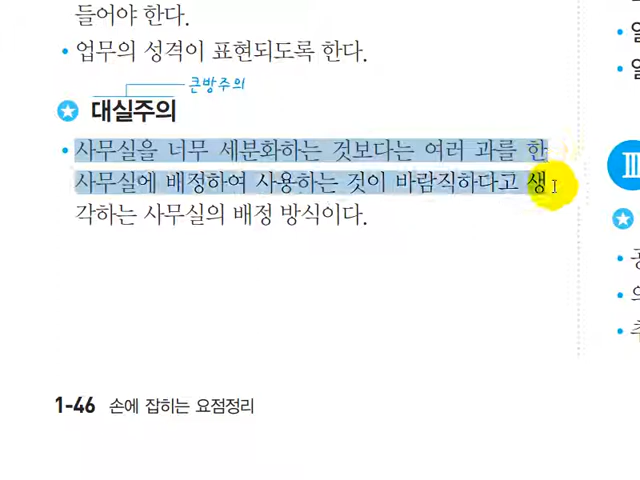 들어야 한다.
• 업무의 성격이 표현되도록 한다.
큰방주의
대실주의
• 사무실을 너무 세분화하는 것보다는 여러 과를 한
사무실에 배정하여 사용하는 것이 바람직하다고 생
각하는 사무실의 배정 방식이다.
1-46 손에 잡히는 요점정리
Ⅲ